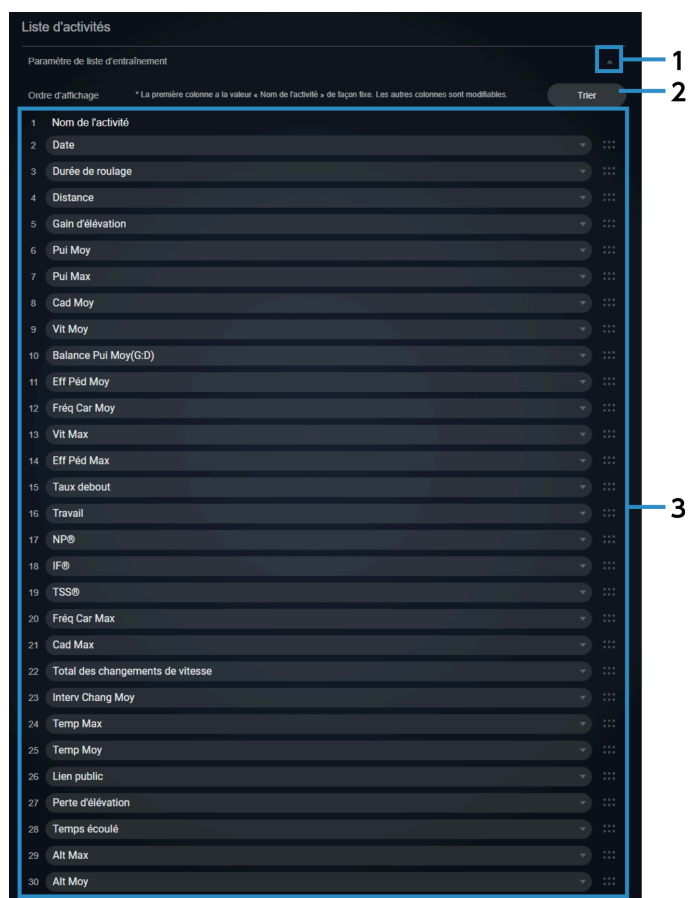 Liste d'activités
Paramètre de liste d'entraînement
1
Ordre d'affichage * La première colonne a la valeur « Nom de l'activité » de façon fixe. Les autres colonnes sont modifiables. Trier
2
1 Nom de l'activité
2 Date
3 Durée de roulage
4 Distance
5 Gain d'élévation
6 Pui Moy
7 Pui Max
8 Cad Moy
9 Vit Moy
10 Balance Pui Moy(G:D)
11 Eff Péd Moy
12 Fréq Car Moy
13 Vit Max
14 Eff Péd Max
15 Taux debout
16 Travail
3
17 NP®
18 IF®
19 TSS®
20 Fréq Car Max
21 Cad Max
22 Total des changements de vitesse
23 Interv Chang Moy
24 Temp Max
25 Temp Moy
26 Lien public
27 Perte d'élévation
28 Temps écoulé
29 Alt Max
30 Alt Moy